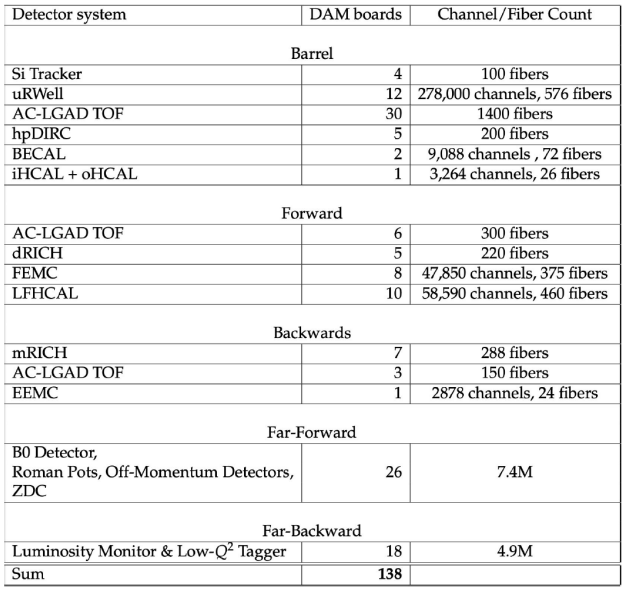 Detector system DAM boards Channel/Fiber Count
Barrel
Si Tracker 4 100 fibers
uRWell 12 278,000 channels, 576 fibers
AC-LGAD TOF 30 1400 fibers
hpDIRC 5 200 fibers
BECAL 2 9,088 channels , 72 fibers
iHCAL + oHCAL 1 3,264 channels, 26 fibers
Forward
AC-LGAD TOF 6 300 fibers
dRICH 5 220 fibers
FEMC 8 47,850 channels, 375 fibers
LFHCAL 10 58,590 channels, 460 fibers
Backwards
mRICH 7 288 fibers
AC-LGAD TOF 3 150 fibers
EEMC 1 2878 channels, 24 fibers
Far-Forward
B0 Detector,
Roman Pots, Off-Momentum Detectors, 26 7.4M
ZDC
Far-Backward
Luminosity Monitor & Low-Q² Tagger 18 4.9M
Sum 138